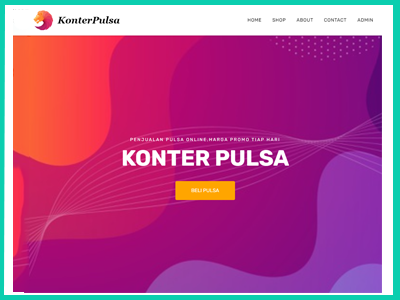 KonterPulsa
HOME SHOP ABOUT CONTACT ADMIN
PENJUALAN PULSA ONLINE,HARGA PROMO TIAP HARI
KONTER PULSA
BELI PULSA